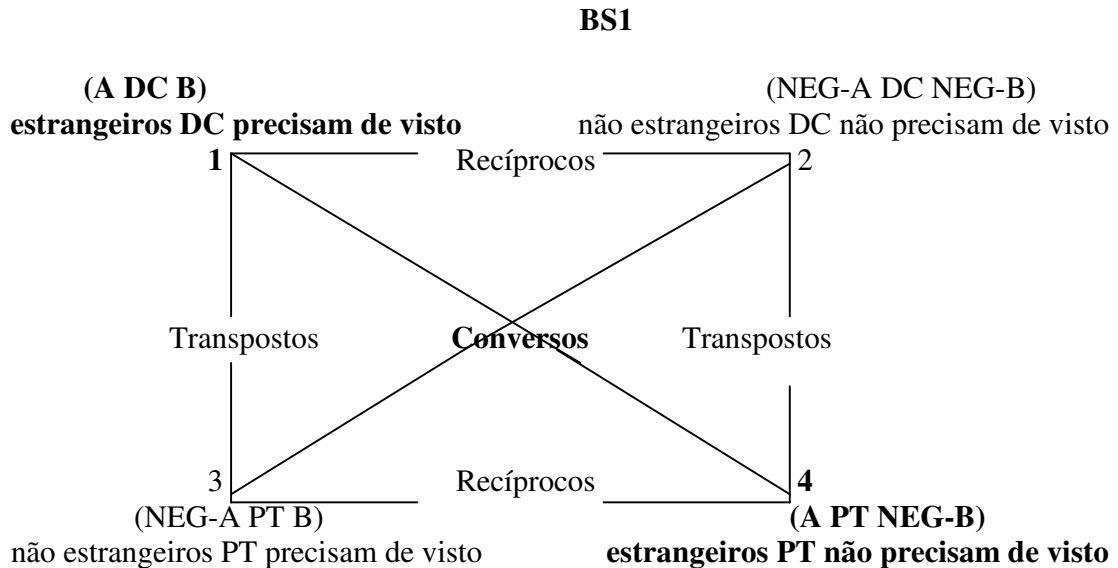 BS1
(A DC B)
(NEG-A DC NEG-B)
estrangeiros DC precisam de visto
não estrangeiros DC não precisam de visto
1
Recíprocos
2
Transpostos
Conversos
Transpostos
3
Recíprocos
4
(NEG-A PT B)
(A PT NEG-B)
não estrangeiros PT precisam de visto
estrangeiros PT não precisam de visto